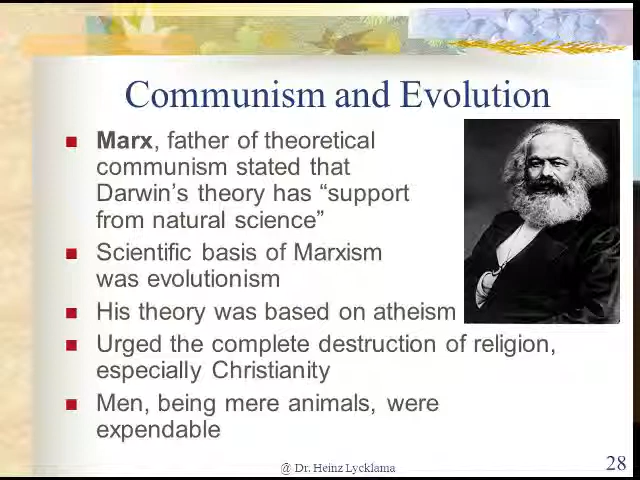 Communism and Evolution
Marx, father of theoretical
communism stated that
Darwin’s theory has “support
from natural science”
Scientific basis of Marxism
was evolutionism
His theory was based on atheism
Urged the complete destruction of religion,
especially Christianity
Men, being mere animals, were
expendable
@ Dr. Heinz Lycklama
28